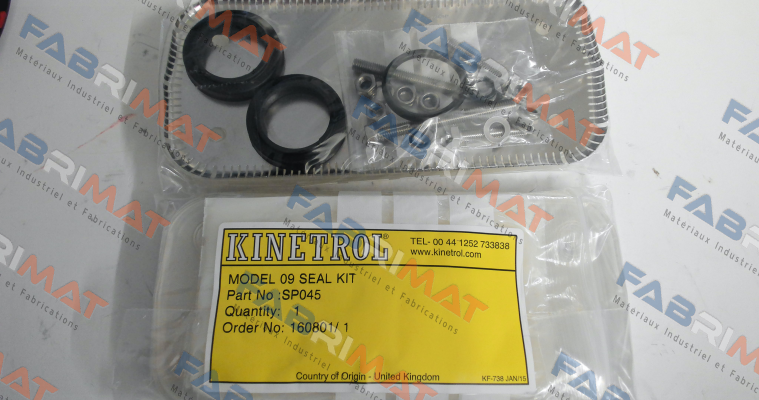 FABRIMAT
Matériaux Industriel et Fabrications
KINETROL®
TEL- 00 44 1252 733838
www.kinetrol.com
MODEL 09 SEAL KIT
Part No :SP045
Quantity:
Order No: 160801/ 1
Country of Origin - United Kingdom
KF-738 JAN/15